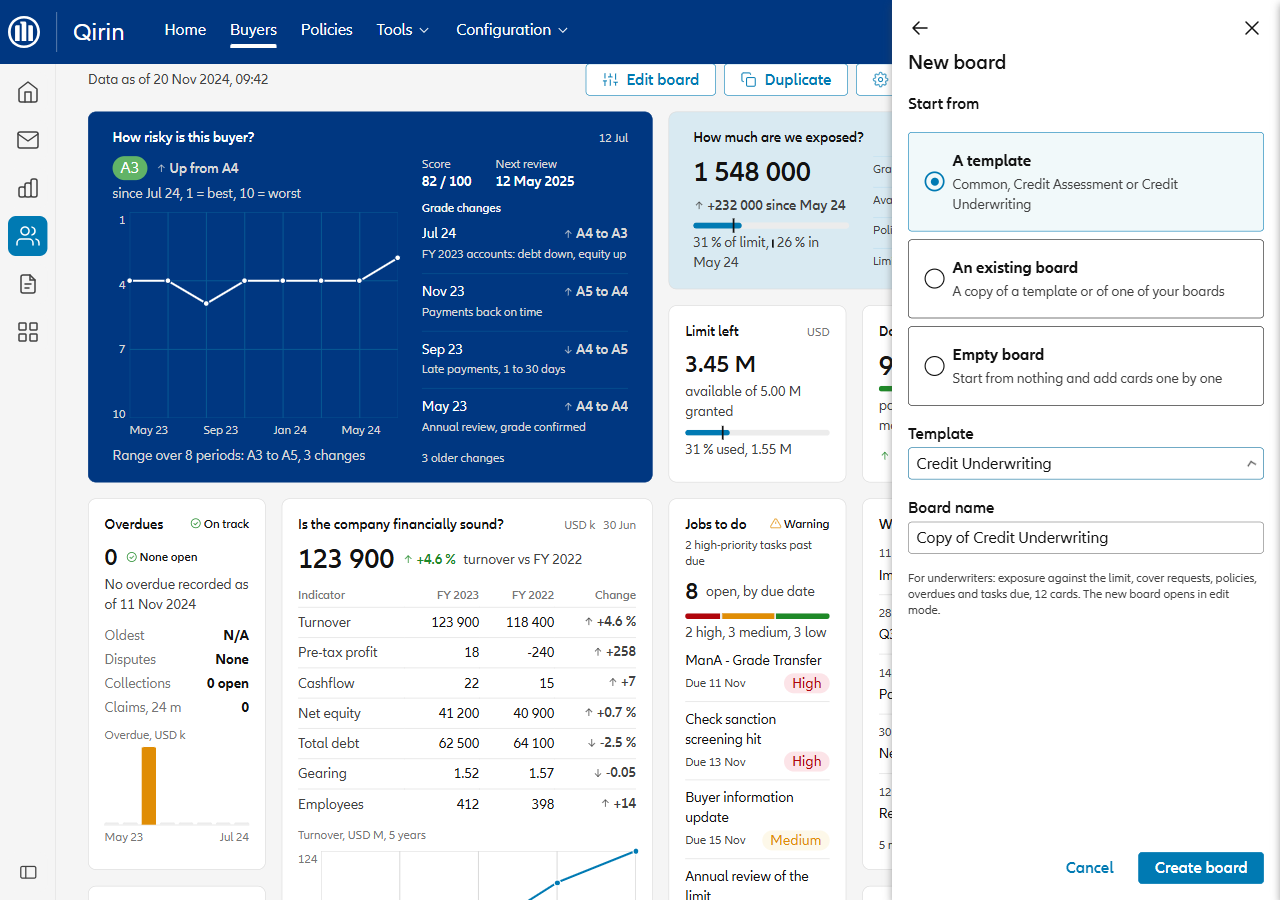 Qirin
Home
Buyers
Policies
Tools
Configuration
Data as of 20 Nov 2024, 09:42
Edit board
Duplicate
How risky is this buyer?
12 Jul
A3
↑ Up from A4
since Jul 24, 1 = best, 10 = worst
1
4
7
10
May 23
Sep 23
Jan 24
May 24
Range over 8 periods: A3 to A5, 3 changes
Score
Next review
82 / 100
12 May 2025
Grade changes
Jul 24
↑ A4 to A3
FY 2023 accounts: debt down, equity up
Nov 23
↑ A5 to A4
Payments back on time
Sep 23
↓ A4 to A5
Late payments, 1 to 30 days
May 23
↑ A4 to A4
Annual review, grade confirmed
3 older changes
How much are we exposed?
1 548 000
↑ +232 000 since May 24
31 % of limit, 26 % in
May 24
Limit left
USD
3.45 M
available of 5.00 M
granted
31 % used, 1.55 M
Overdues
On track
0
None open
No overdue recorded as
of 11 Nov 2024
Oldest
N/A
Disputes
None
Collections
0 open
Claims, 24 m
0
Overdue, USD k
May 23
Jul 24
Is the company financially sound?
USD k
30 Jun
123 900
↑ +4.6 %
turnover vs FY 2022
Indicator
FY 2023
FY 2022
Change
Turnover
123 900
118 400
↑ +4.6 %
Pre-tax profit
18
-240
↑ +258
Cashflow
22
15
↑ +7
Net equity
41 200
40 900
↑ +0.7 %
Total debt
62 500
64 100
↓ -2.5 %
Gearing
1.52
1.57
↓ -0.05
Employees
412
398
↑ +14
Turnover, USD M, 5 years
124
Jobs to do
Warning
2 high-priority tasks past
due
8
open, by due date
2 high, 3 medium, 3 low
ManA - Grade Transfer
Due 11 Nov
High
Check sanction
screening hit
Due 13 Nov
High
Buyer information
update
Due 15 Nov
Medium
Annual review of the
limit
New board
Start from
A template
Common, Credit Assessment or Credit
Underwriting
An existing board
A copy of a template or of one of your boards
Empty board
Start from nothing and add cards one by one
Template
Credit Underwriting
Board name
Copy of Credit Underwriting
For underwriters: exposure against the limit, cover requests, policies,
overdues and tasks due, 12 cards. The new board opens in edit
mode.
Cancel
Create board